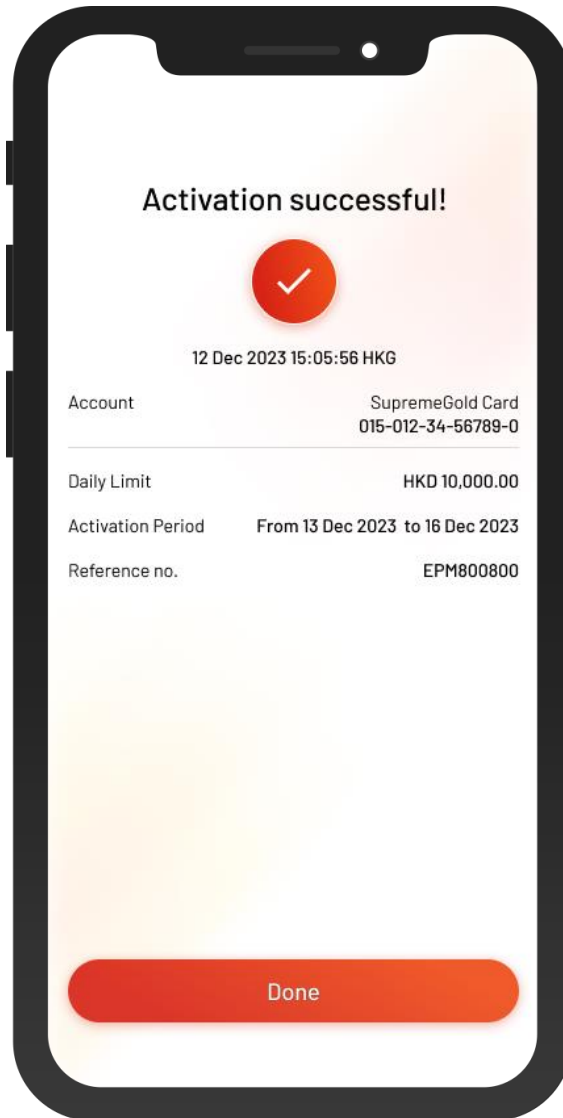 Activation successful!
12 Dec 2023 15:05:56 HKG
Account SupremeGold Card
015-012-34-56789-0
Daily Limit HKD 10,000.00
Activation Period From 13 Dec 2023 to 16 Dec 2023
Reference no. EPM800800
Done